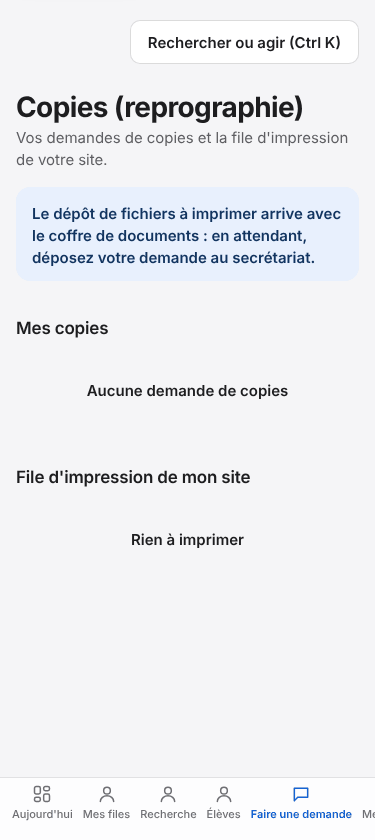 Rechercher ou agir (Ctrl K)
Copies (reprographie)
Vos demandes de copies et la file d'impression
de votre site.
Le dépôt de fichiers à imprimer arrive avec
le coffre de documents : en attendant,
déposez votre demande au secrétariat.
Mes copies
Aucune demande de copies
File d'impression de mon site
Rien à imprimer
Aujourd'hui Mes files Recherche Élèves Faire une demande